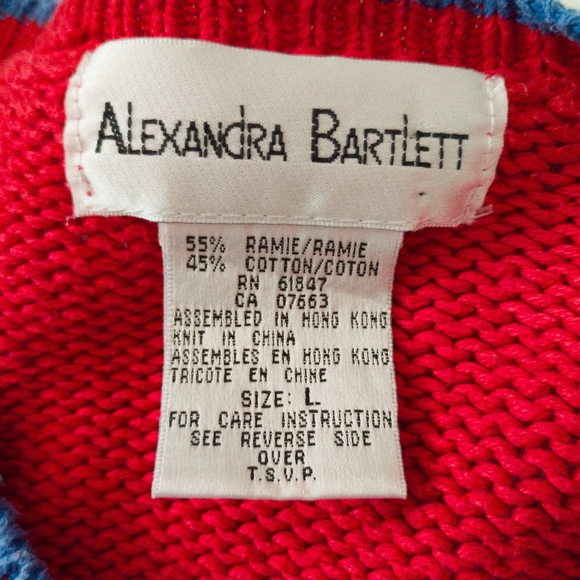 ALEXANDRA BARTLETT
55% RAMIE/RAMIE
45% COTTON/COTON
RN 61847
CA 07663
ASSEMBLED IN HONG KONG
KNIT IN CHINA
ASSEMBLES EN HONG KONG
TRICOTE EN CHINE
SIZE: L
FOR CARE INSTRUCTION
SEE REVERSE SIDE
OVER
T.S.V.P.